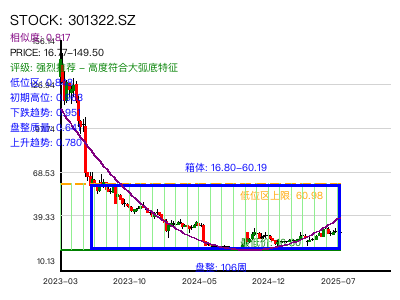 STOCK: 301322.SZ
相似度: 0.817
PRICE: 16.77-149.50
评级: 强烈推荐 - 高度符合大弧底特征
低位区:
初期高位:
下跌趋势: 0.95
盘整质量: 0.64
上升趋势: 0.780
68.53
39.33
10.13
箱体: 16.80-60.19
低位区上限: 60.98
盘整: 106周
2023-03
2023-10
2024-05
2024-12
2025-07